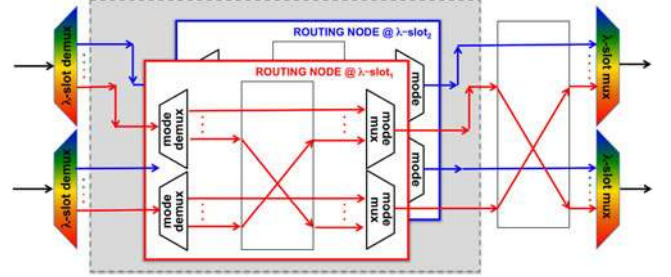 ROUTING NODE @ λ-slot₂
ROUTING NODE @ λ-slot₁
λ-slot demux
λ-slot demux
mode demux
mode demux
mode mux
mode mux
mode
mode
λ-slot mux
λ-slot mux